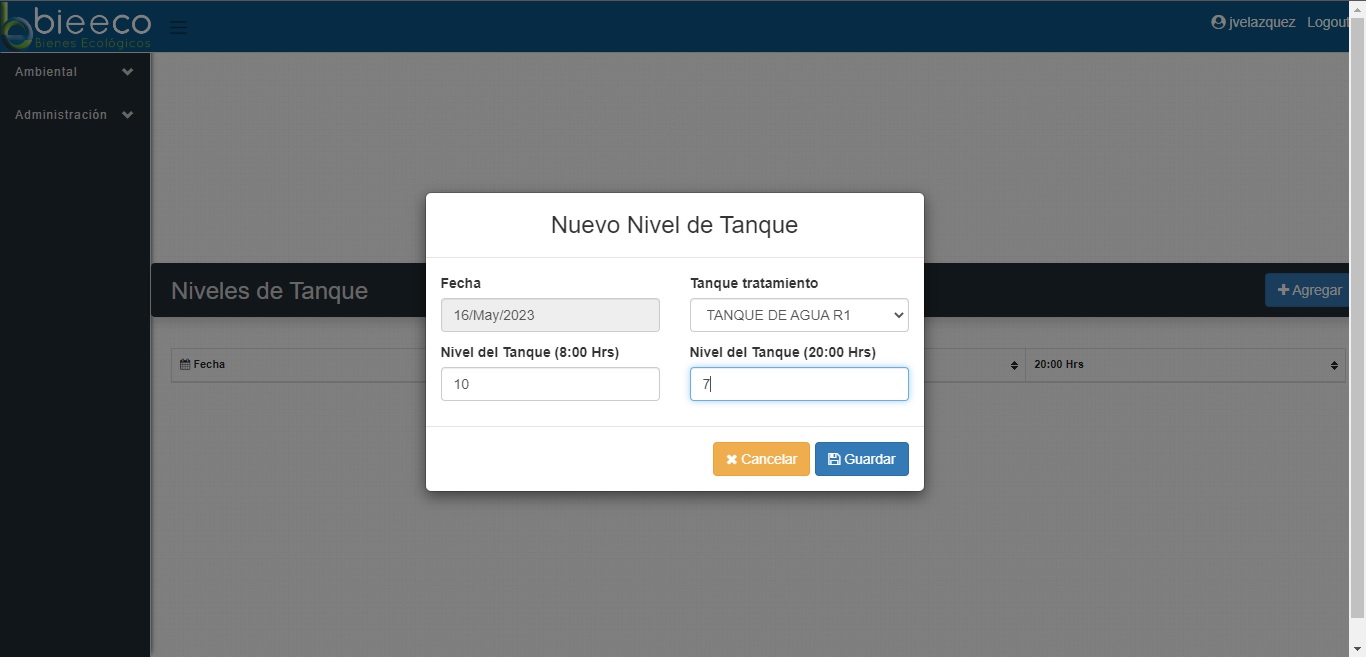 bieeco
Bienes Ecológicos
jvelazquez Logout
Ambiental
Administración
Nuevo Nivel de Tanque
Fecha
Tanque tratamiento
16/May/2023
TANQUE DE AGUA R1
Nivel del Tanque (8:00 Hrs)
Nivel del Tanque (20:00 Hrs)
10
7
Cancelar
Guardar
Niveles de Tanque
Agregar
Fecha
20:00 Hrs